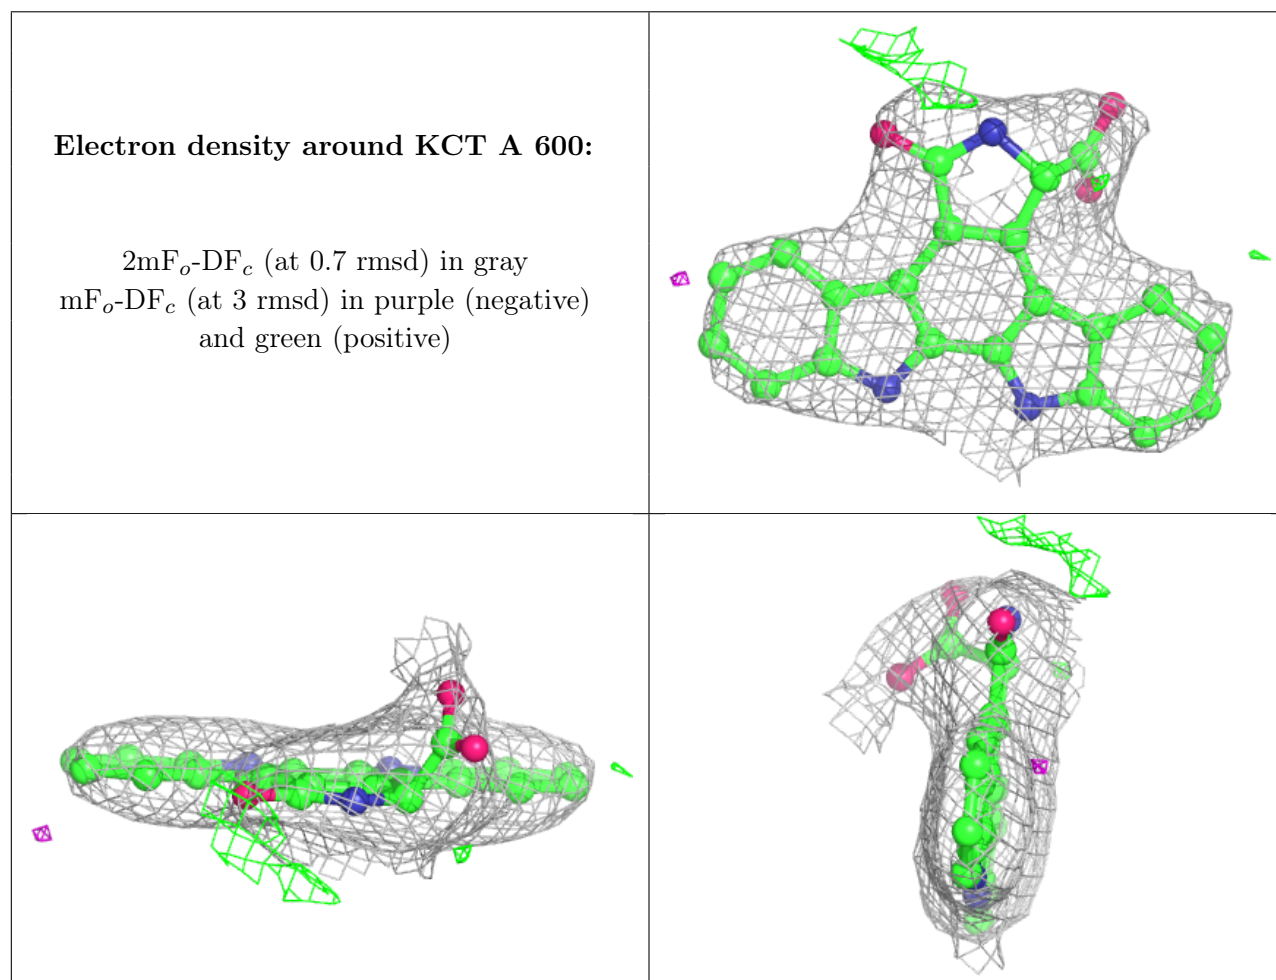 Electron density around KCT A 600:
2mFo-DFc (at 0.7 rmsd) in gray
mFo-DFc (at 3 rmsd) in purple (negative)
and green (positive)